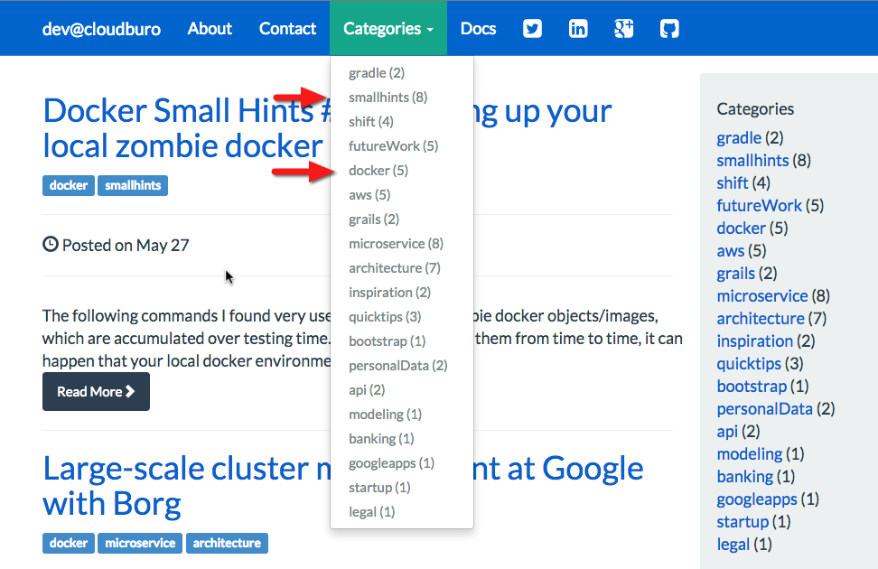 dev@cloudburo About Contact Categories Docs
gradle (2)
smallhints (8)
shift (4)
futureWork (5)
docker (5)
aws (5)
grails (2)
microservice (8)
architecture (7)
inspiration (2)
quicktips (3)
bootstrap (1)
personalData (2)
api (2)
modeling (1)
banking (1)
googleapps (1)
startup (1)
legal (1)
Docker Small Hints # ng up your
local zombie docker
docker smallhints
Posted on May 27
The following commands I found very use bie docker objects/images,
which are accumulated over testing time. them from time to time, it can
happen that your local docker environme
Read More
Large-scale cluster m nt at Google
with Borg
docker microservice architecture
Categories
gradle (2)
smallhints (8)
shift (4)
futureWork (5)
docker (5)
aws (5)
grails (2)
microservice (8)
architecture (7)
inspiration (2)
quicktips (3)
bootstrap (1)
personalData (2)
api (2)
modeling (1)
banking (1)
googleapps (1)
startup (1)
legal (1)